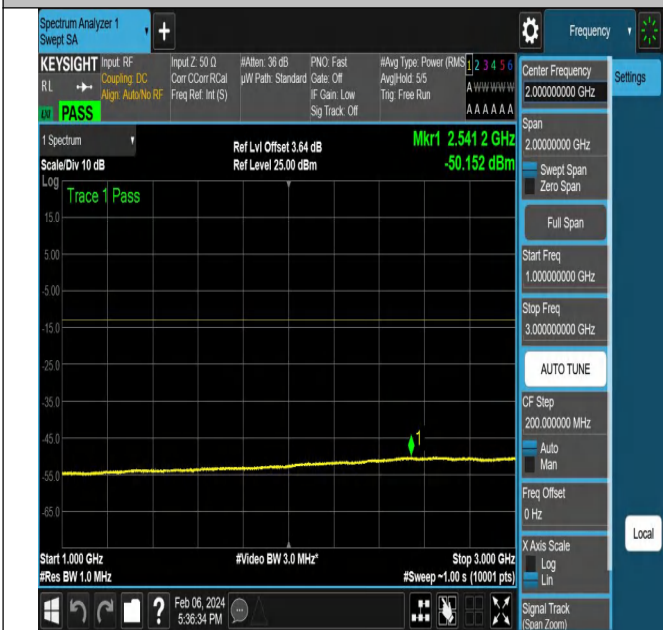 Spectrum Analyzer 1
Swept SA
+
Frequency
KEYSIGHT
RL
LXI
PASS
Input: RF
Coupling: DC
Align: Auto/No RF
Input Z: 50 Ω
Corr CCorr RCal
Freq Ref: Int (S)
#Atten: 36 dB
µW Path: Standard
PNO: Fast
Gate: Off
IF Gain: Low
Sig Track: Off
#Avg Type: Power (RMS
Avg|Hold: 5/5
Trig: Free Run
1 2 3 4 5 6
A W W W W W
A A A A A A
1 Spectrum
Scale/Div 10 dB
Ref Lvl Offset 3.64 dB
Ref Level 25.00 dBm
Mkr1 2.541 2 GHz
-50.152 dBm
Log
Trace 1 Pass
15.0
5.00
-5.00
-15.0
-25.0
-35.0
-45.0
-55.0
-65.0
1
Start 1.000 GHz
#Res BW 1.0 MHz
#Video BW 3.0 MHz*
Stop 3.000 GHz
#Sweep ~1.00 s (10001 pts)
?
Feb 06, 2024
5:36:34 PM
Center Frequency
2.000000000 GHz
Settings
Span
2.00000000 GHz
Swept Span
Zero Span
Full Span
Start Freq
1.000000000 GHz
Stop Freq
3.000000000 GHz
AUTO TUNE
CF Step
200.000000 MHz
Auto
Man
Freq Offset
0 Hz
Local
X Axis Scale
Log
Lin
Signal Track
(Span Zoom)